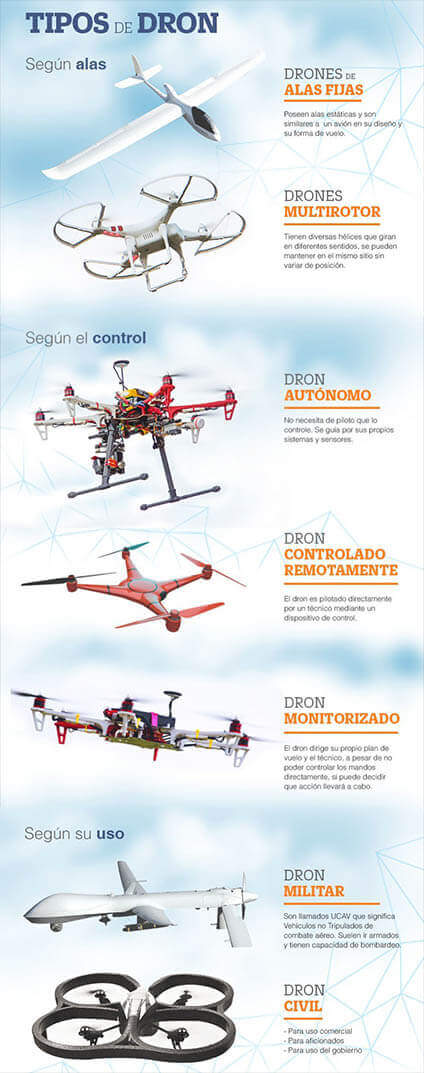 TIPOS DE DRON
Según alas
DRONES DE
ALAS FIJAS
Poseen alas estáticas y son
similares a un avión en su diseño y
su forma de vuelo.
DRONES
MULTIROTOR
Tienen diversas hélices que giran
en diferentes sentidos, se pueden
mantener en el mismo sitio sin
variar de posición.
Según el control
DRON
AUTÓNOMO
No necesita de piloto que lo
controle. Se guía por sus propios
sistemas y sensores.
DRON
CONTROLADO
REMOTAMENTE
El dron es pilotado directamente
por un técnico mediante un
dispositivo de control.
DRON
MONITORIZADO
El dron dirige su propio plan de
vuelo y el técnico, a pesar de no
poder controlar los mandos
directamente, si puede decidir
que acción llevará a cabo.
Según su uso
DRON
MILITAR
Son llamados UCAV que significa
Vehículos no Tripulados de
combate aéreo. Suelen ir armados
y tienen capacidad de bombardeo.
DRON
CIVIL
- Para uso comercial
- Para aficionados
- Para uso del gobierno